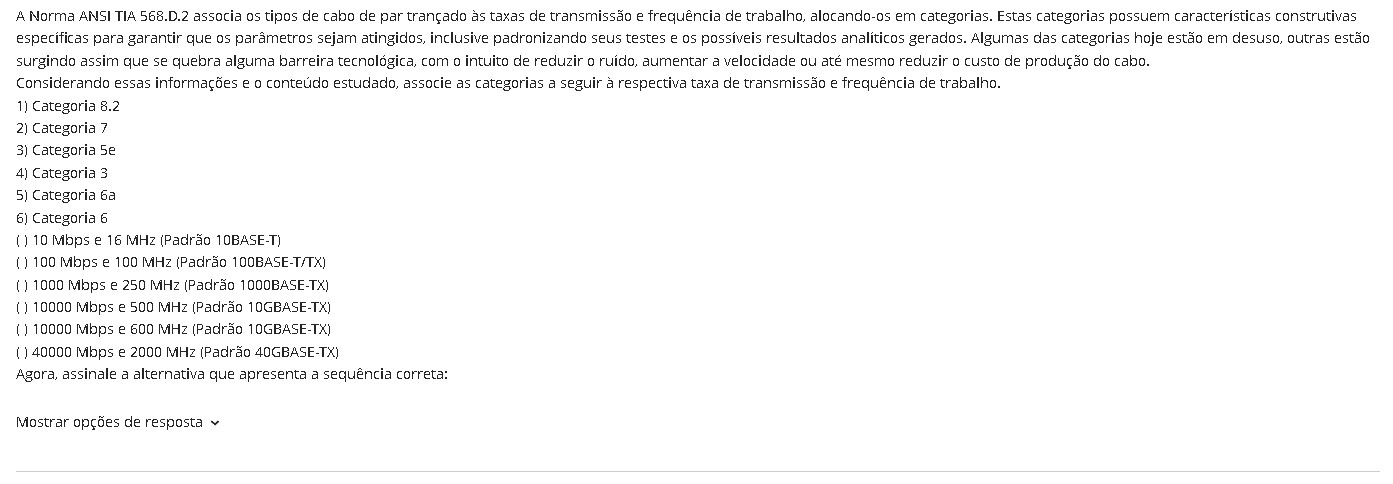 A Norma ANSI TIA 568.D.2 associa os tipos de cabo de par trançado às taxas de transmissão e frequência de trabalho, alocando-os em categorias. Estas categorias possuem características construtivas
específicas para garantir que os parâmetros sejam atingidos, inclusive padronizando seus testes e os possíveis resultados analíticos gerados. Algumas das categorias hoje estão em desuso, outras estão
surgindo assim que se quebra alguma barreira tecnológica, com o intuito de reduzir o ruído, aumentar a velocidade ou até mesmo reduzir o custo de produção do cabo.
Considerando essas informações e o conteúdo estudado, associe as categorias a seguir à respectiva taxa de transmissão e frequência de trabalho.
1) Categoria 8.2
2) Categoria 7
3) Categoria 5e
4) Categoria 3
5) Categoria 6a
6) Categoria 6
( ) 10 Mbps e 16 MHz (Padrão 10BASE-T)
( ) 100 Mbps e 100 MHz (Padrão 100BASE-T/TX)
( ) 1000 Mbps e 250 MHz (Padrão 1000BASE-TX)
( ) 10000 Mbps e 500 MHz (Padrão 10GBASE-TX)
( ) 10000 Mbps e 600 MHz (Padrão 10GBASE-TX)
( ) 40000 Mbps e 2000 MHz (Padrão 40GBASE-TX)
Agora, assinale a alternativa que apresenta a sequência correta:
Mostrar opções de resposta